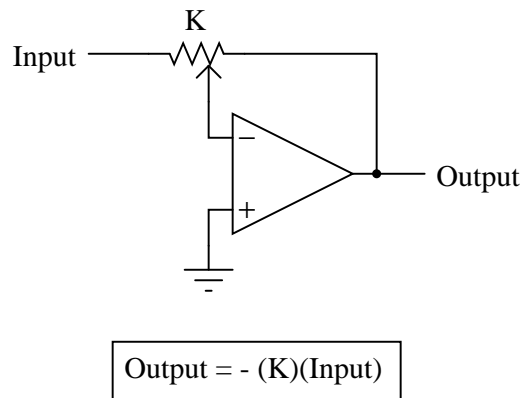 K
Input
−
+
Output
Output = - (K)(Input)